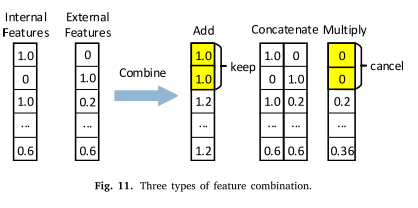 Internal Features
External Features
Combine
Add
Concatenate
Multiply
1.0
0
1.0
...
0.6
0
1.0
0.2
...
0.6
1.0
1.0
1.2
...
1.2
keep
1.0 0
0 1.0
1.0 0.2
... ...
0.6 0.6
0
0
0.2
...
0.36
cancel
Fig. 11. Three types of feature combination.